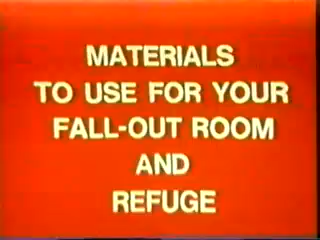 MATERIALS
TO USE FOR YOUR
FALL-OUT ROOM
AND
REFUGE